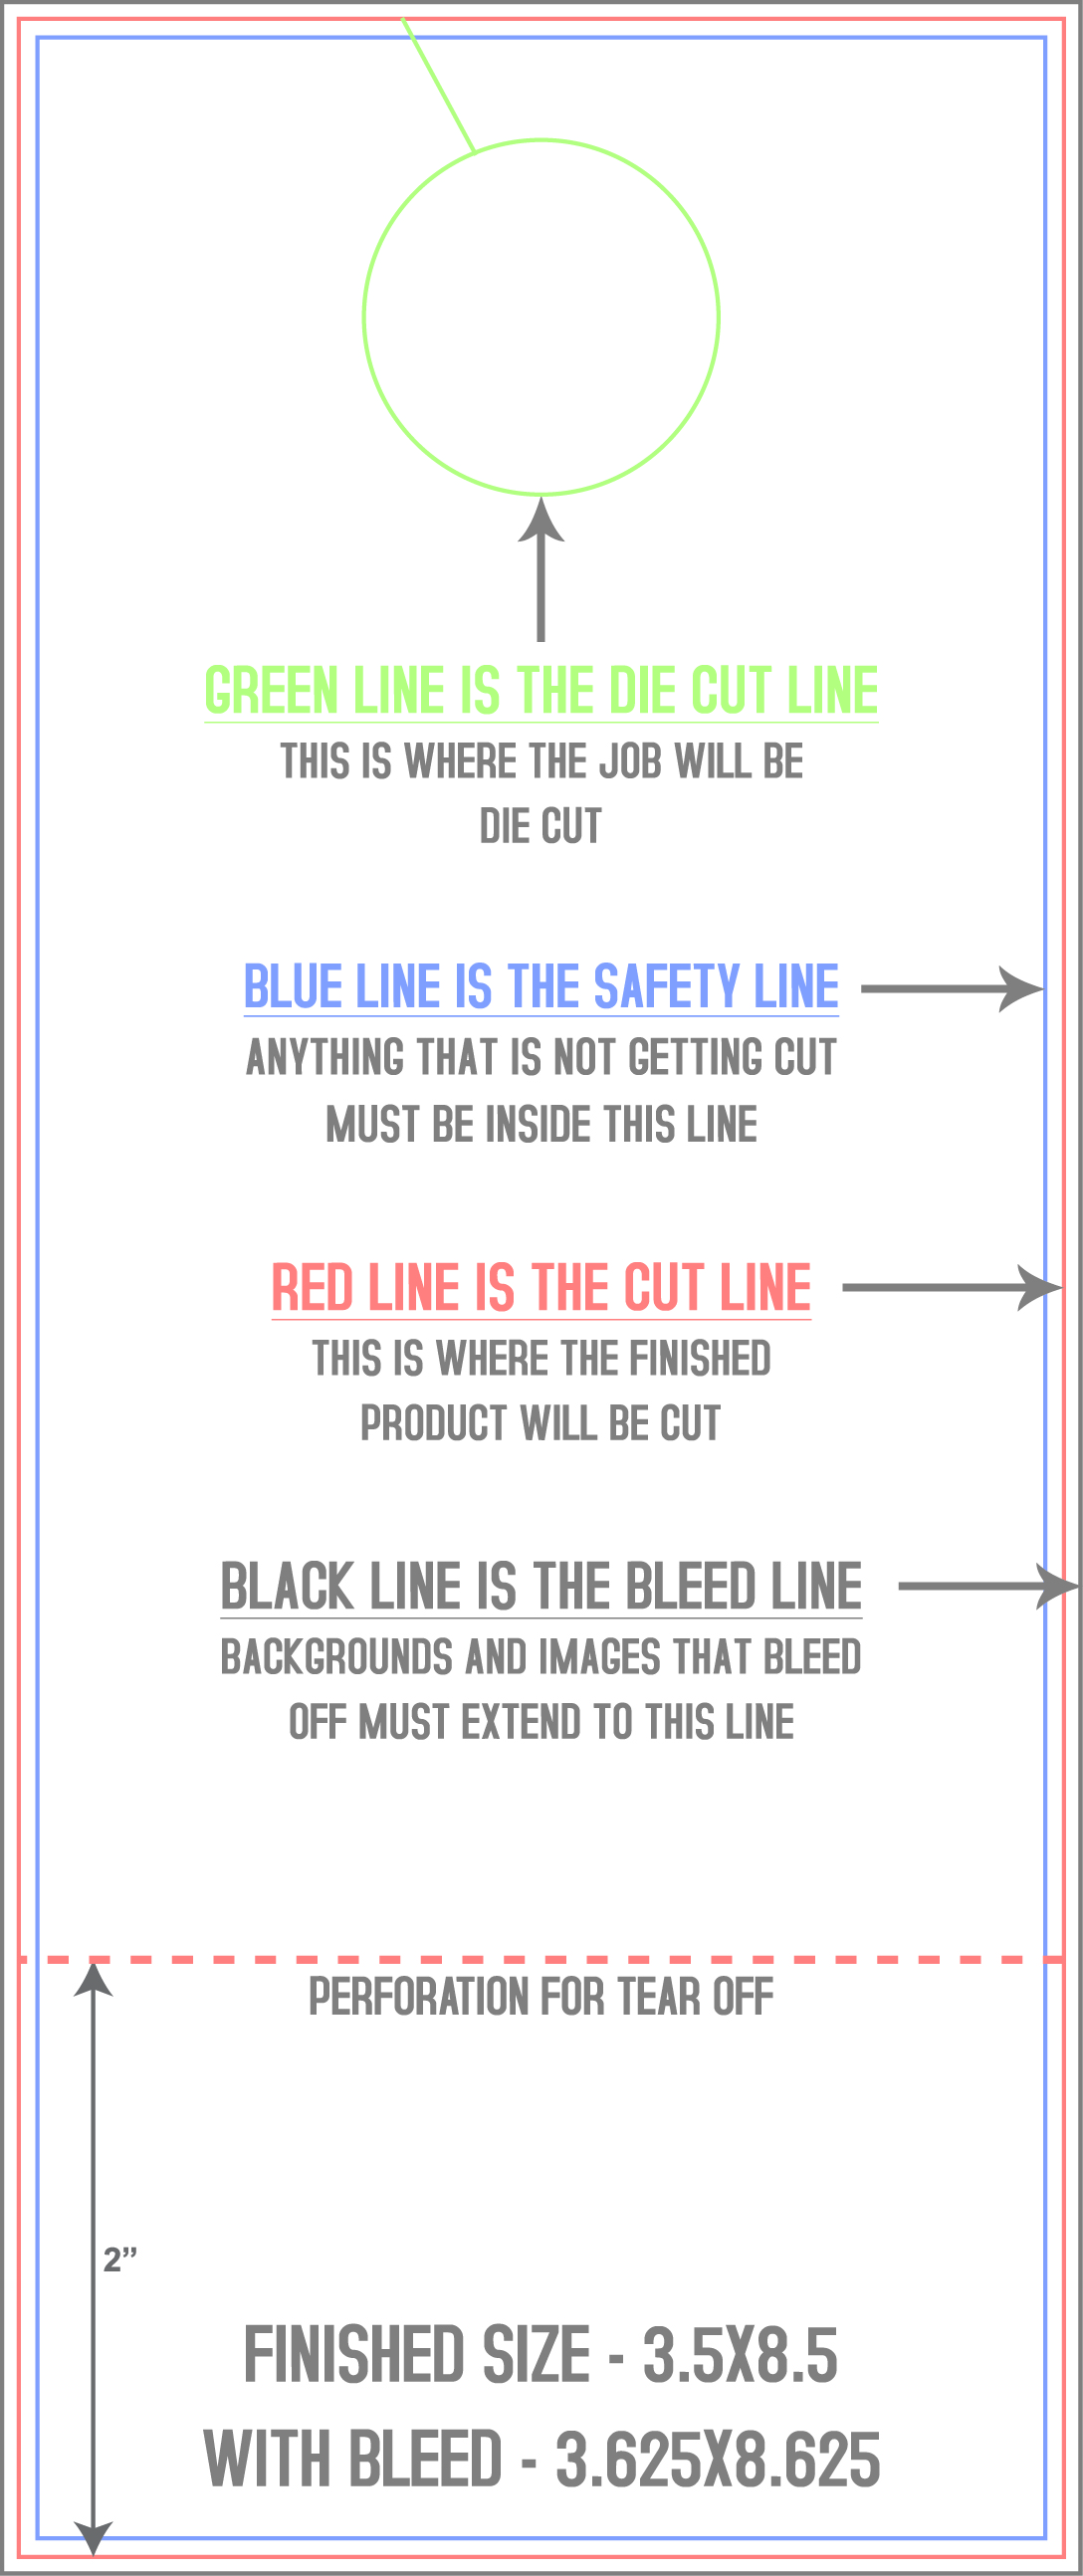 GREEN LINE IS THE DIE CUT LINE
THIS IS WHERE THE JOB WILL BE
DIE CUT
BLUE LINE IS THE SAFETY LINE
ANYTHING THAT IS NOT GETTING CUT
MUST BE INSIDE THIS LINE
RED LINE IS THE CUT LINE
THIS IS WHERE THE FINISHED
PRODUCT WILL BE CUT
BLACK LINE IS THE BLEED LINE
BACKGROUNDS AND IMAGES THAT BLEED
OFF MUST EXTEND TO THIS LINE
PERFORATION FOR TEAR OFF
2”
FINISHED SIZE - 3.5X8.5
WITH BLEED - 3.625X8.625